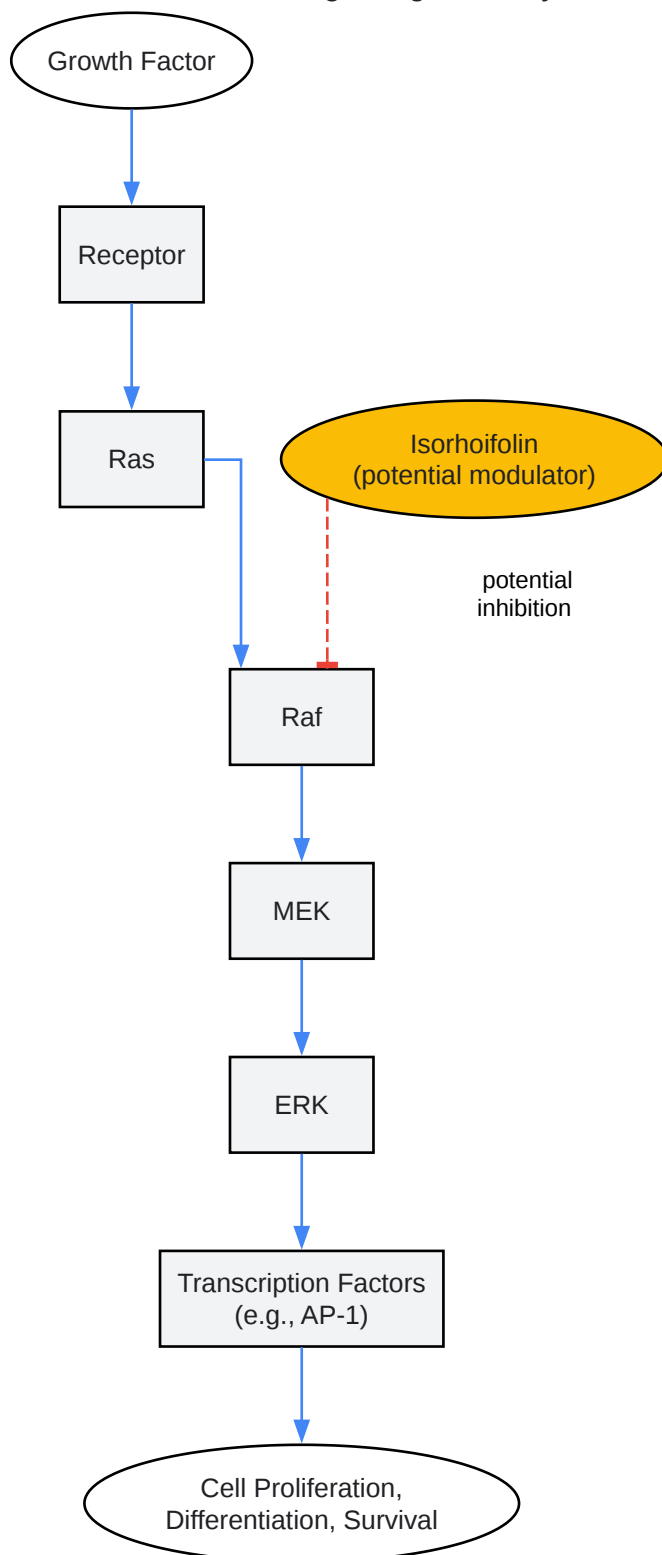 Growth Factor
Receptor
Ras
Isorhoifolin
(potential modulator)
potential
inhibition
Raf
MEK
ERK
Transcription Factors
(e.g., AP-1)
Cell Proliferation,
Differentiation, Survival